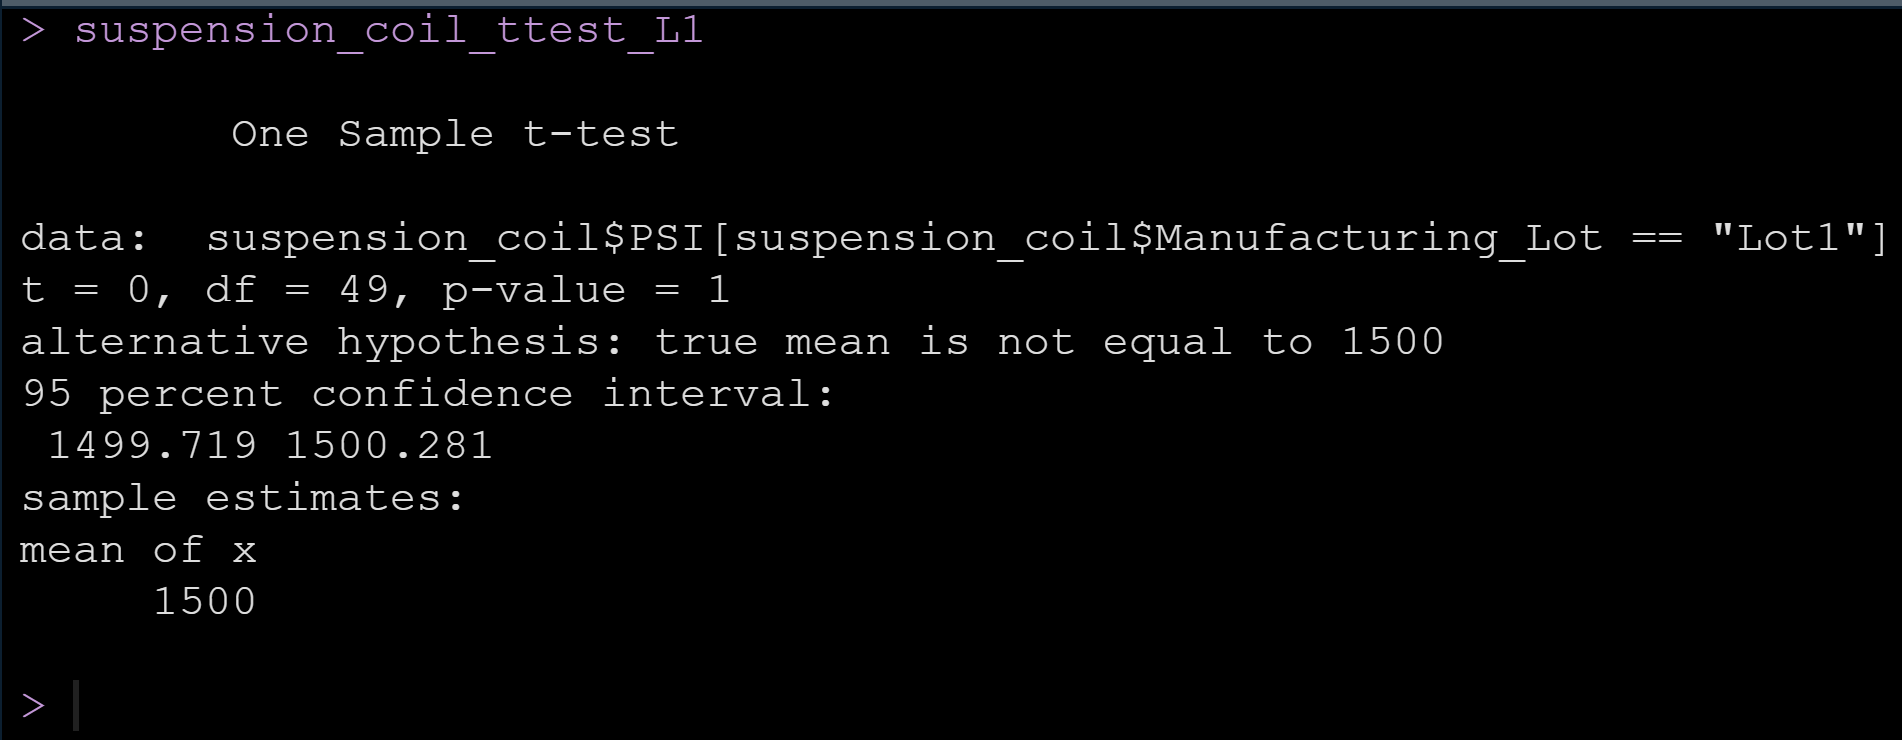 > suspension_coil_ttest_L1
One Sample t-test
data:  suspension_coil$PSI[suspension_coil$Manufacturing_Lot == "Lot1"]
t = 0, df = 49, p-value = 1
alternative hypothesis: true mean is not equal to 1500
95 percent confidence interval:
 1499.719 1500.281
sample estimates:
mean of x
     1500
>